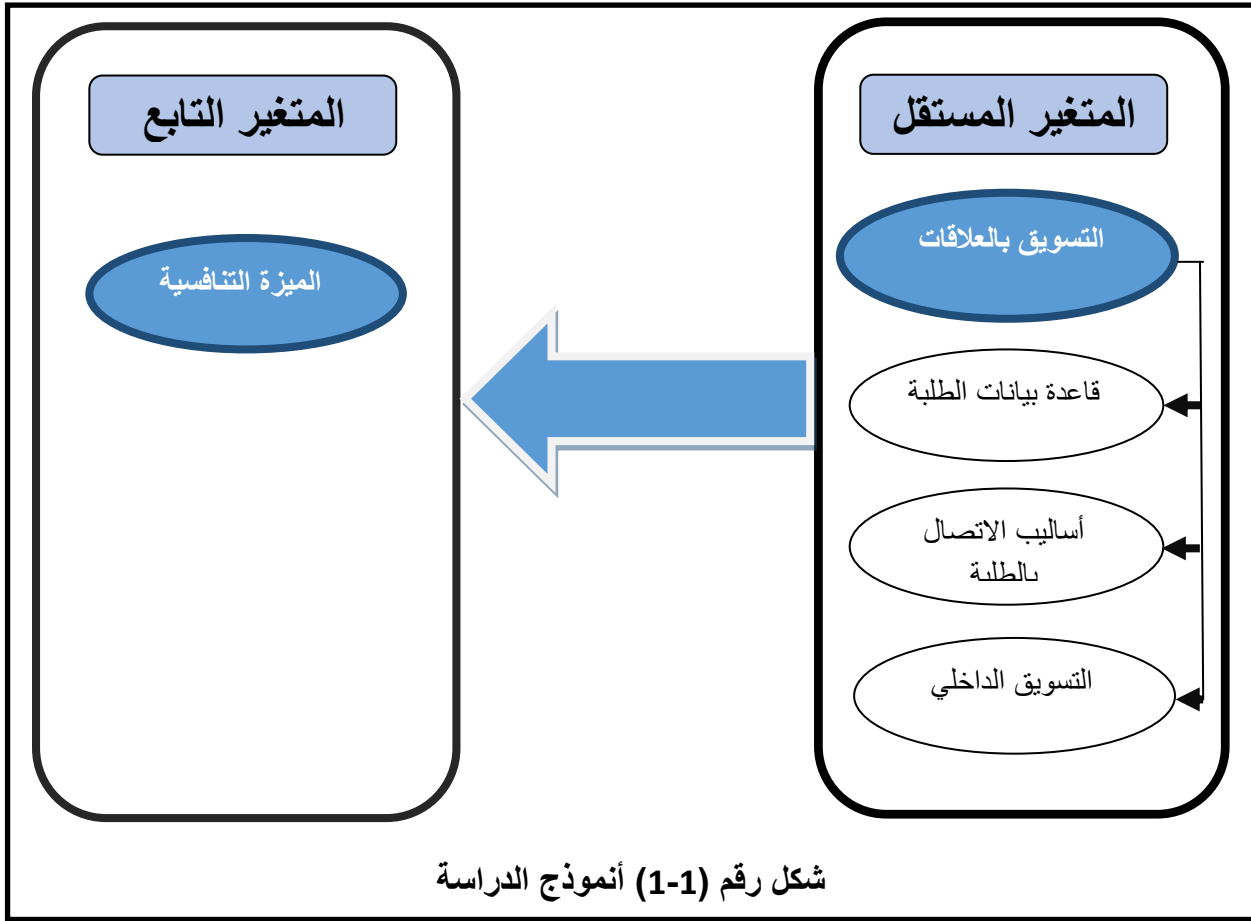 المتغير المستقل
التسويق بالعلاقات
قاعدة بيانات الطلبة
أساليب الاتصال
بالطلبة
التسويق الداخلي
المتغير التابع
الميزة التنافسية
شكل رقم (1-1) أنموذج الدراسة